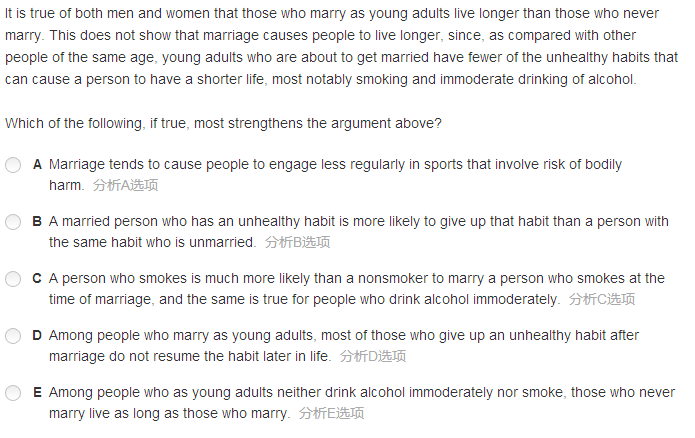 It is true of both men and women that those who marry as young adults live longer than those who never
marry. This does not show that marriage causes people to live longer, since, as compared with other
people of the same age, young adults who are about to get married have fewer of the unhealthy habits that
can cause a person to have a shorter life, most notably smoking and immoderate drinking of alcohol.
Which of the following, if true, most strengthens the argument above?
A Marriage tends to cause people to engage less regularly in sports that involve risk of bodily
harm. 分析A选项
B A married person who has an unhealthy habit is more likely to give up that habit than a person with
the same habit who is unmarried. 分析B选项
C A person who smokes is much more likely than a nonsmoker to marry a person who smokes at the
time of marriage, and the same is true for people who drink alcohol immoderately. 分析C选项
D Among people who marry as young adults, most of those who give up an unhealthy habit after
marriage do not resume the habit later in life. 分析D选项
E Among people who as young adults neither drink alcohol immoderately nor smoke, those who never
marry live as long as those who marry. 分析E选项